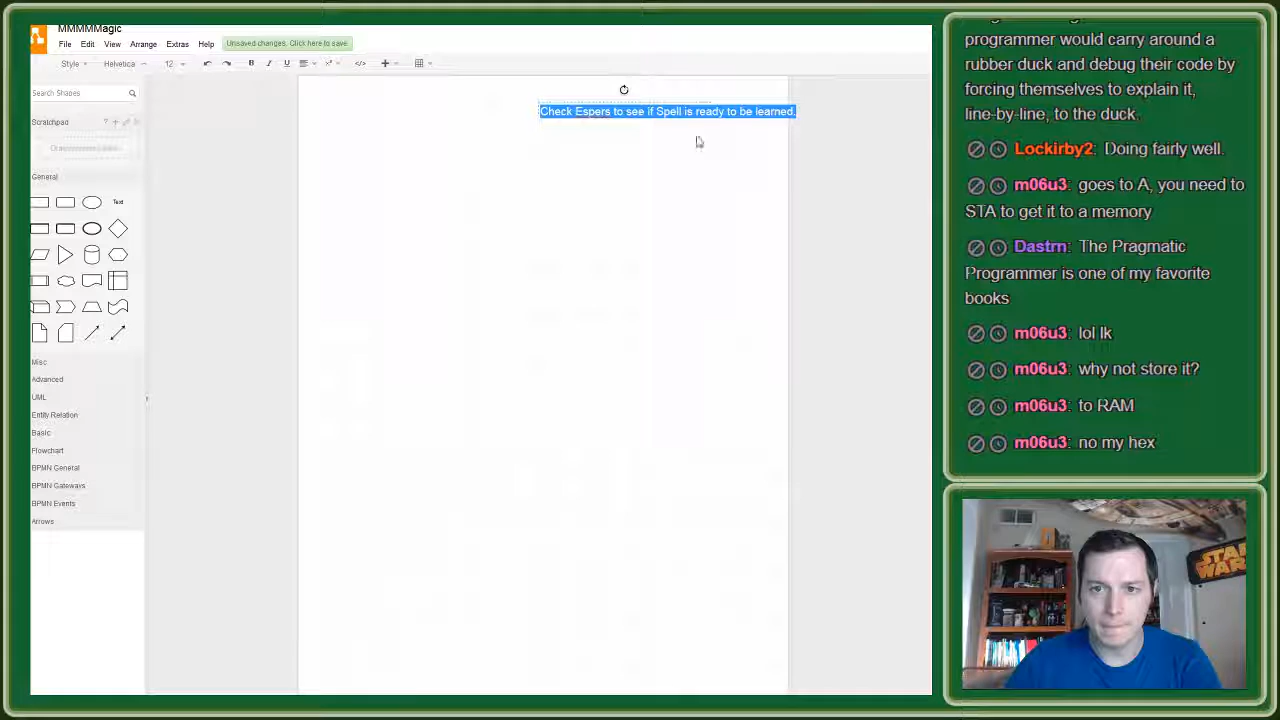 MMMMMagic
File Edit View Arrange Extras Help Unsaved changes. Click here to save
Style Helvetica 12 B I U
Search Shapes
Scratchpad ?
General
Text
Misc
Advanced
UML
Entity Relation
Basic
Flowchart
BPMN General
BPMN Gateways
BPMN Events
Arrows
Check Espers to see if Spell is ready to be learned.
programmer would carry around a
rubber duck and debug their code by
forcing themselves to explain it,
line-by-line, to the duck.
Lockirby2: Doing fairly well.
m06u3: goes to A, you need to
STA to get it to a memory
Dastrn: The Pragmatic
Programmer is one of my favorite
books
m06u3: lol Ik
m06u3: why not store it?
m06u3: to RAM
m06u3: no my hex
STAR
WARS